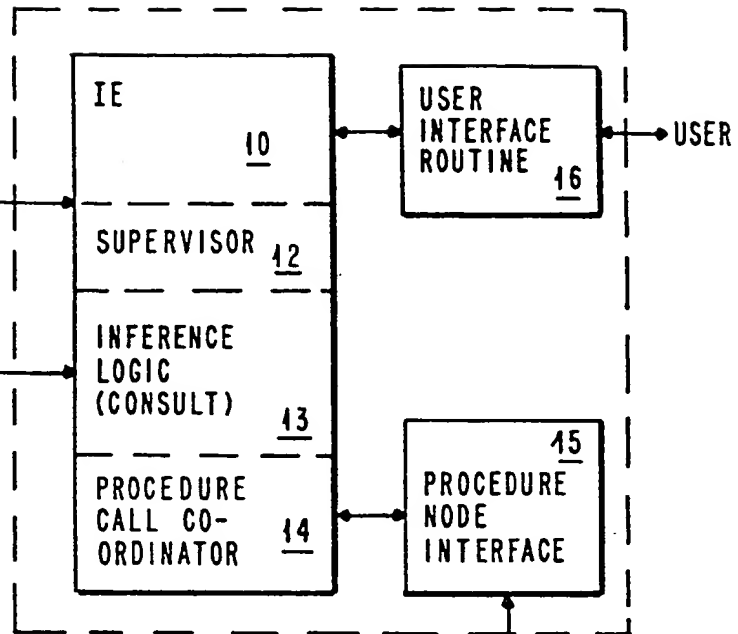 IE
10
SUPERVISOR 12
INFERENCE
LOGIC
(CONSULT)
13
PROCEDURE
CALL CO-
ORDINATOR 14
USER
INTERFACE
ROUTINE
16
USER
15
PROCEDURE
NODE
INTERFACE